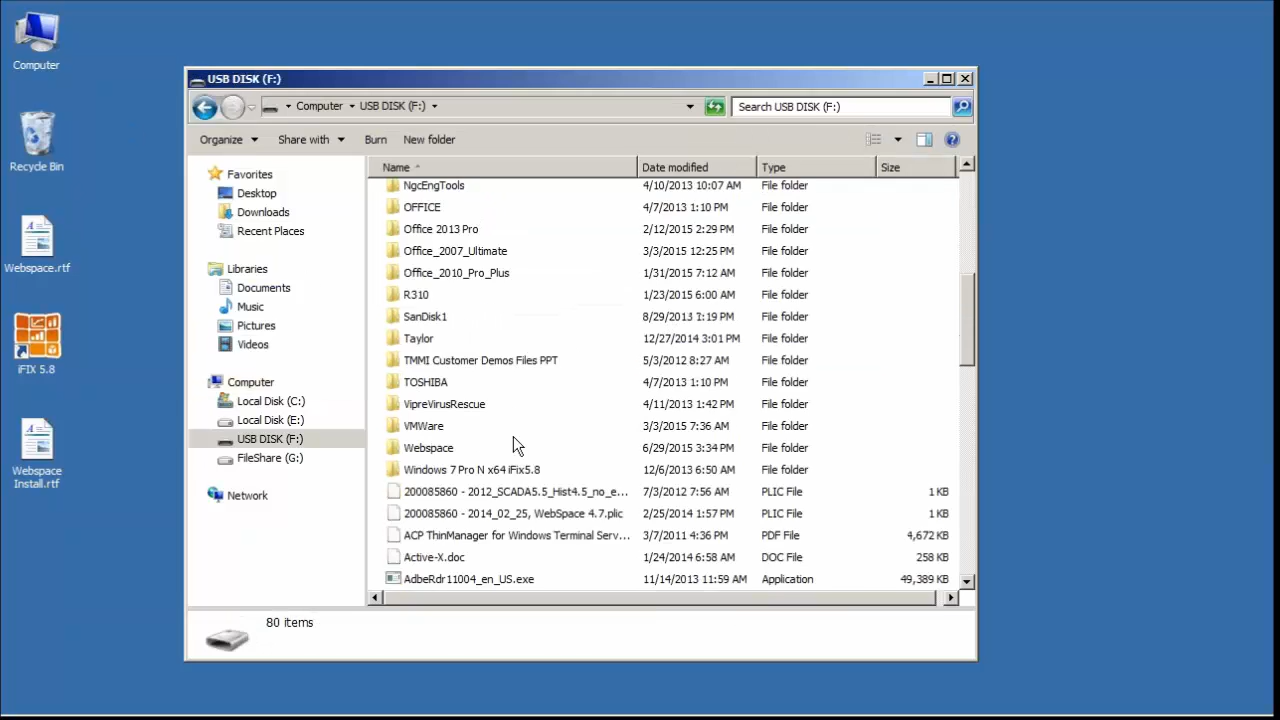 Computer
Recycle Bin
Webspace.rtf
iFIX 5.8
Webspace
Install.rtf
USB DISK (F:)
Computer USB DISK (F:)
Search USB DISK (F:)
Organize Share with Burn New folder
Favorites
Desktop
Downloads
Recent Places
Libraries
Documents
Music
Pictures
Videos
Computer
Local Disk (C:)
Local Disk (E:)
USB DISK (F:)
FileShare (G:)
Network
Name Date modified Type Size
NgcEngTools 4/10/2013 10:07 AM File folder
OFFICE 4/7/2013 1:10 PM File folder
Office 2013 Pro 2/12/2015 2:29 PM File folder
Office_2007_Ultimate 3/3/2015 12:25 PM File folder
Office_2010_Pro_Plus 1/31/2015 7:12 AM File folder
R310 1/23/2015 6:00 AM File folder
SanDisk1 8/29/2013 1:19 PM File folder
Taylor 12/27/2014 3:01 PM File folder
TMMI Customer Demos Files PPT 5/3/2012 8:27 AM File folder
TOSHIBA 4/7/2013 1:10 PM File folder
VipreVirusRescue 4/11/2013 1:42 PM File folder
VMWare 3/3/2015 7:36 AM File folder
Webspace 6/29/2015 3:34 PM File folder
Windows 7 Pro N x64 iFix5.8 12/6/2013 6:50 AM File folder
200085860 - 2012_SCADA5.5_Hist4.5_no_e... 7/3/2012 7:56 AM PLIC File 1 KB
200085860 - 2014_02_25, WebSpace 4.7.plic 2/25/2014 1:57 PM PLIC File 1 KB
ACP ThinManager for Windows Terminal Serv... 3/7/2011 4:36 PM PDF File 4,672 KB
Active-X.doc 1/24/2014 6:58 AM DOC File 258 KB
AdbeRdr11004_en_US.exe 11/14/2013 11:59 AM Application 49,389 KB
80 items